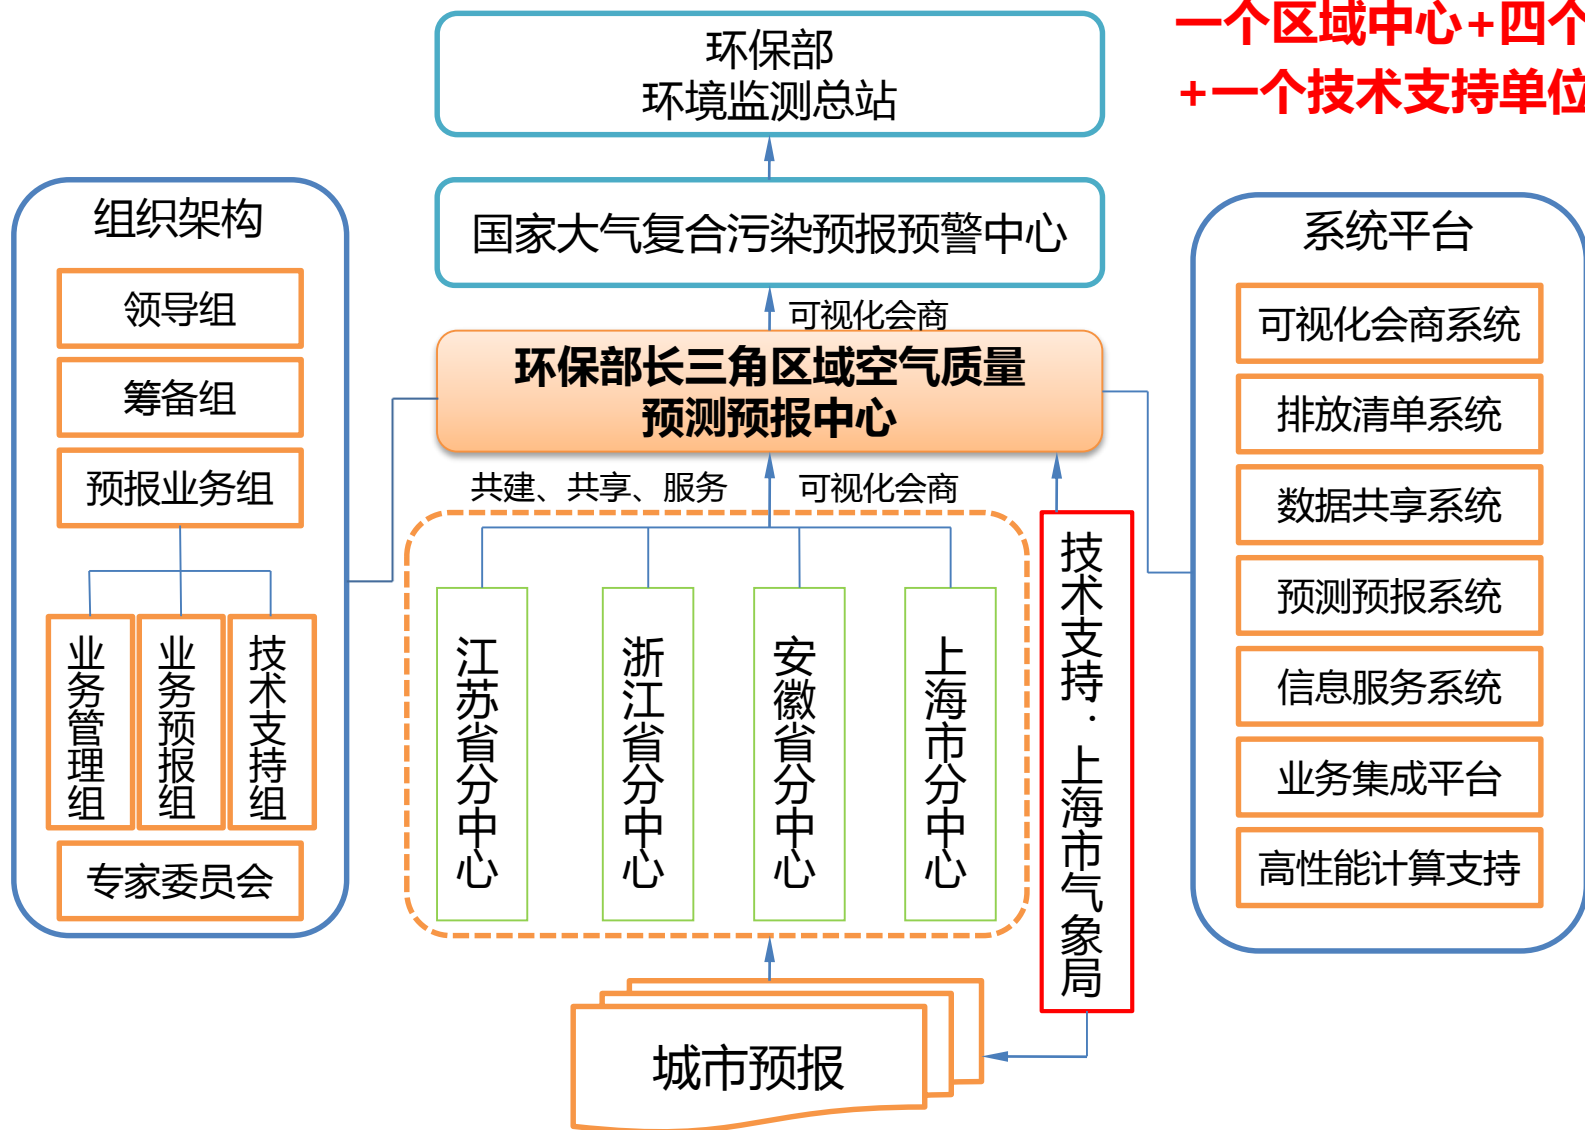 环保部
环境监测总站
一个区域中心+四个
+一个技术支持单位
国家大气复合污染预报预警中心
可视化会商
环保部长三角区域空气质量
预测预报中心
共建、共享、服务
可视化会商
组织架构
领导组
筹备组
预报业务组
业务管理组
业务预报组
技术支持组
专家委员会
江苏省分中心
浙江省分中心
安徽省分中心
上海市分中心
技术支持：上海市气象局
系统平台
可视化会商系统
排放清单系统
数据共享系统
预测预报系统
信息服务系统
业务集成平台
高性能计算支持
城市预报